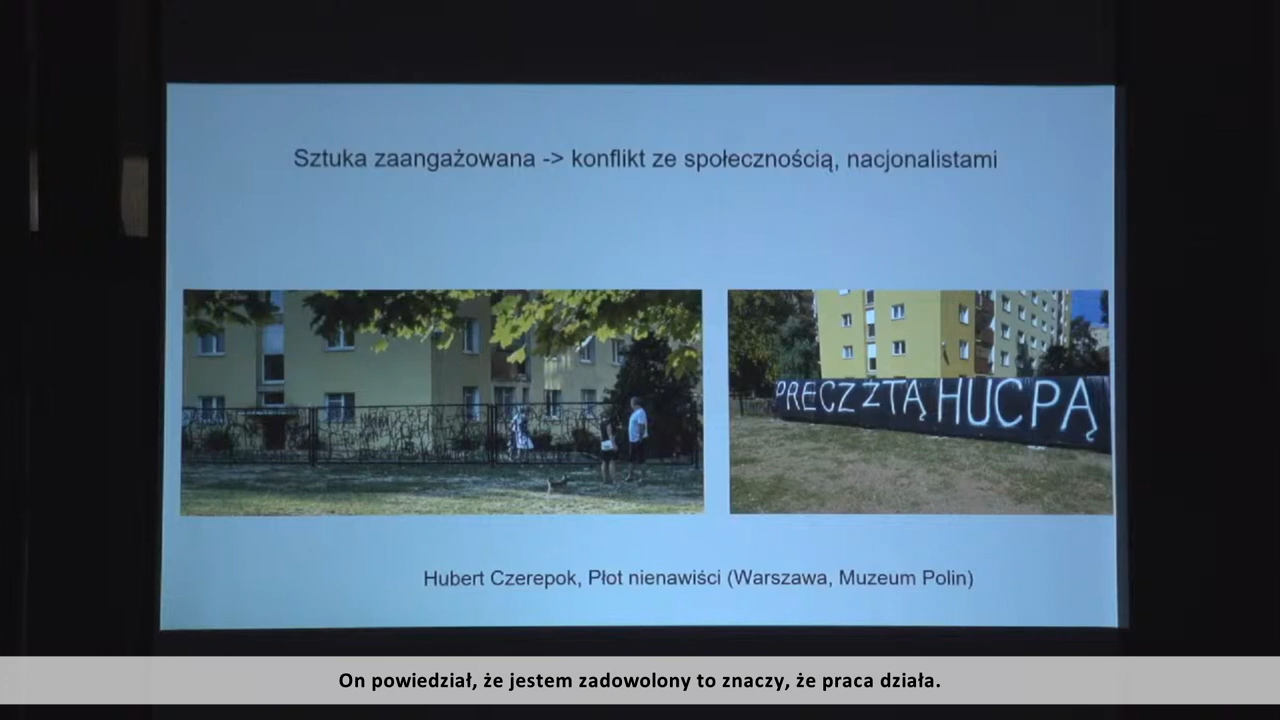 Sztuka zaangażowana -> konflikt ze społecznością, nacjonalistami
PRECZ Z TĄ HUCPĄ
Hubert Czerepok, Płot nienawiści (Warszawa, Muzeum Polin)
On powiedział, że jestem zadowolony to znaczy, że praca działa.